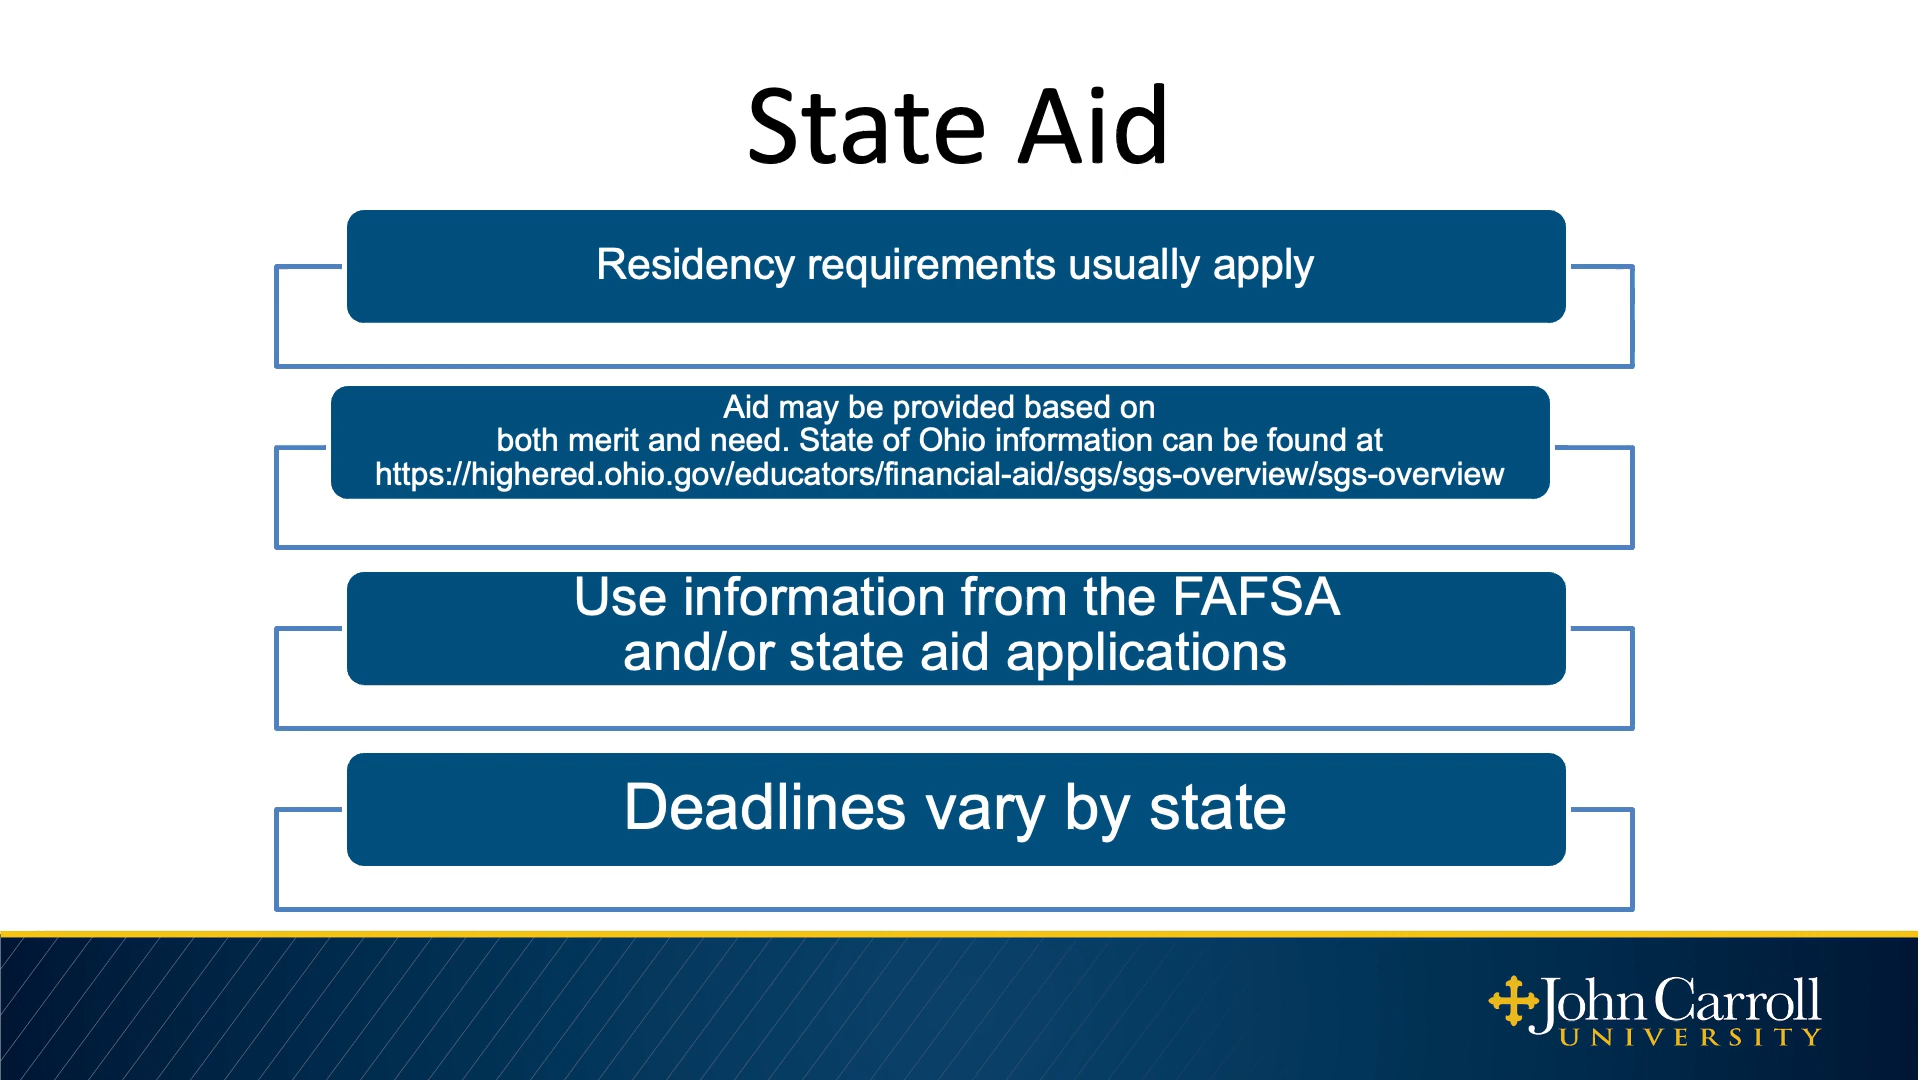 State Aid
Residency requirements usually apply
Aid may be provided based on
both merit and need. State of Ohio information can be found at
https://highered.ohio.gov/educators/financial-aid/sgs/sgs-overview/sgs-overview
Use information from the FAFSA
and/or state aid applications
Deadlines vary by state
John Carroll
UNIVERSITY